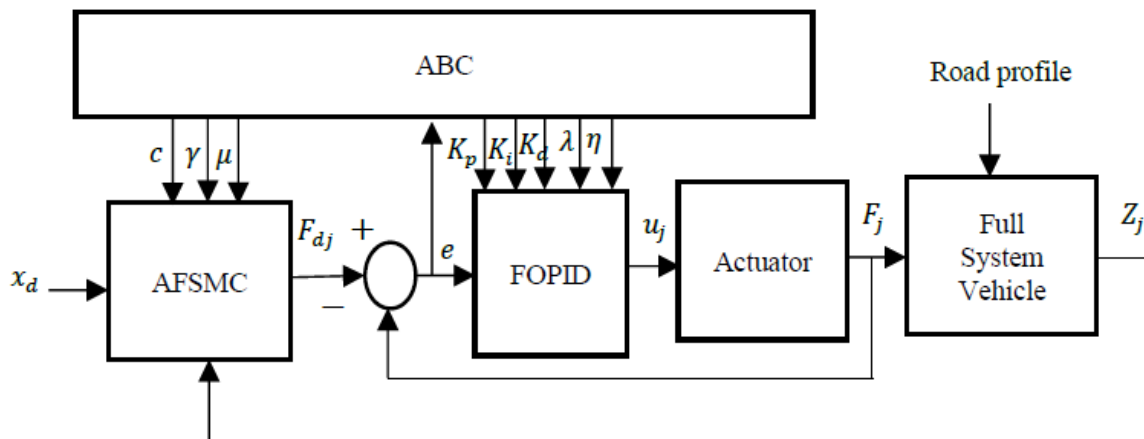 ABC
Road profile
c γ μ
K_p K_i K_d λ η
F_dj + e u_j F_j Z_j
x_d AFSMC − FOPID Actuator Full
System
Vehicle